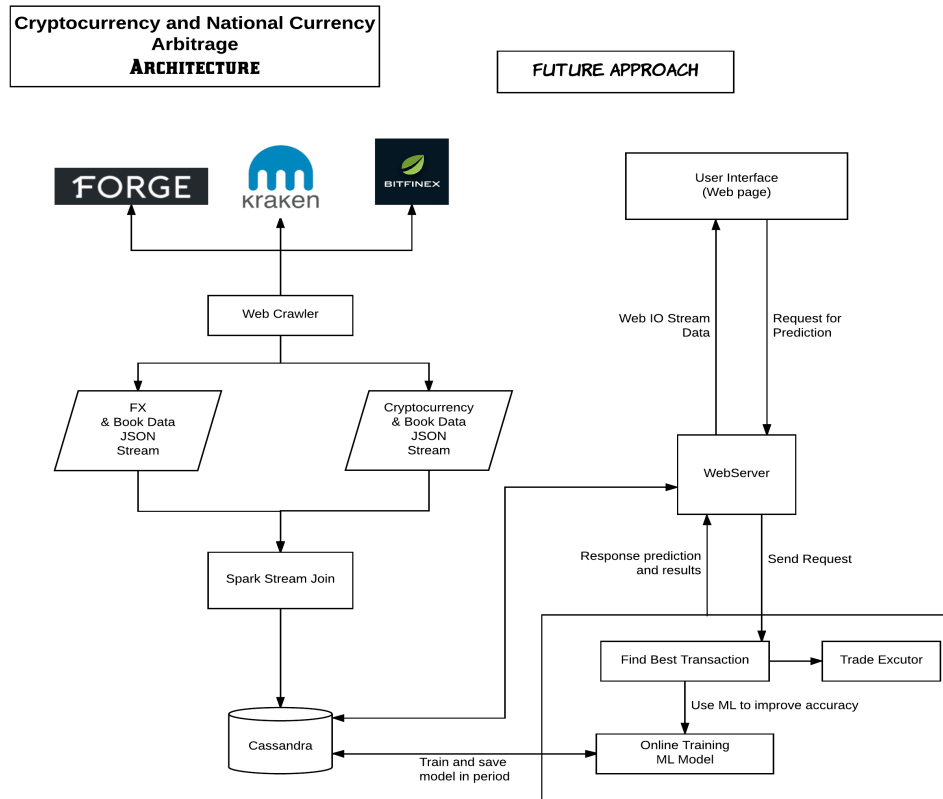 Cryptocurrency and National Currency
Arbitrage
ARCHITECTURE
FUTURE APPROACH
FORGE
kraken
BITFINEX
User Interface
(Web page)
Web Crawler
Web IO Stream
Data
Request for
Prediction
FX
& Book Data
JSON
Stream
Cryptocurrency
& Book Data
JSON
Stream
WebServer
Spark Stream Join
Response prediction
and results
Send Request
Find Best Transaction
Trade Excutor
Use ML to improve accuracy
Cassandra
Online Training
ML Model
Train and save
model in period